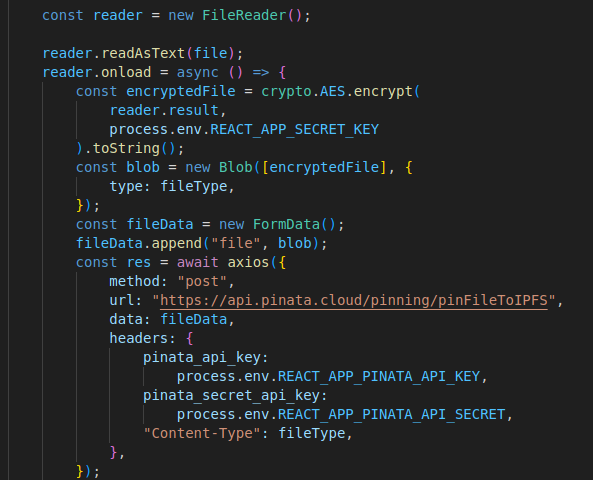 const reader = new FileReader();
reader.readAsText(file);
reader.onload = async () => {
const encryptedFile = crypto.AES.encrypt(
reader.result,
process.env.REACT_APP_SECRET_KEY
).toString();
const blob = new Blob([encryptedFile], {
type: fileType,
});
const fileData = new FormData();
fileData.append("file", blob);
const res = await axios({
method: "post",
url: "https://api.pinata.cloud/pinning/pinFileToIPFS",
data: fileData,
headers: {
pinata_api_key:
process.env.REACT_APP_PINATA_API_KEY,
pinata_secret_api_key:
process.env.REACT_APP_PINATA_API_SECRET,
"Content-Type": fileType,
},
});